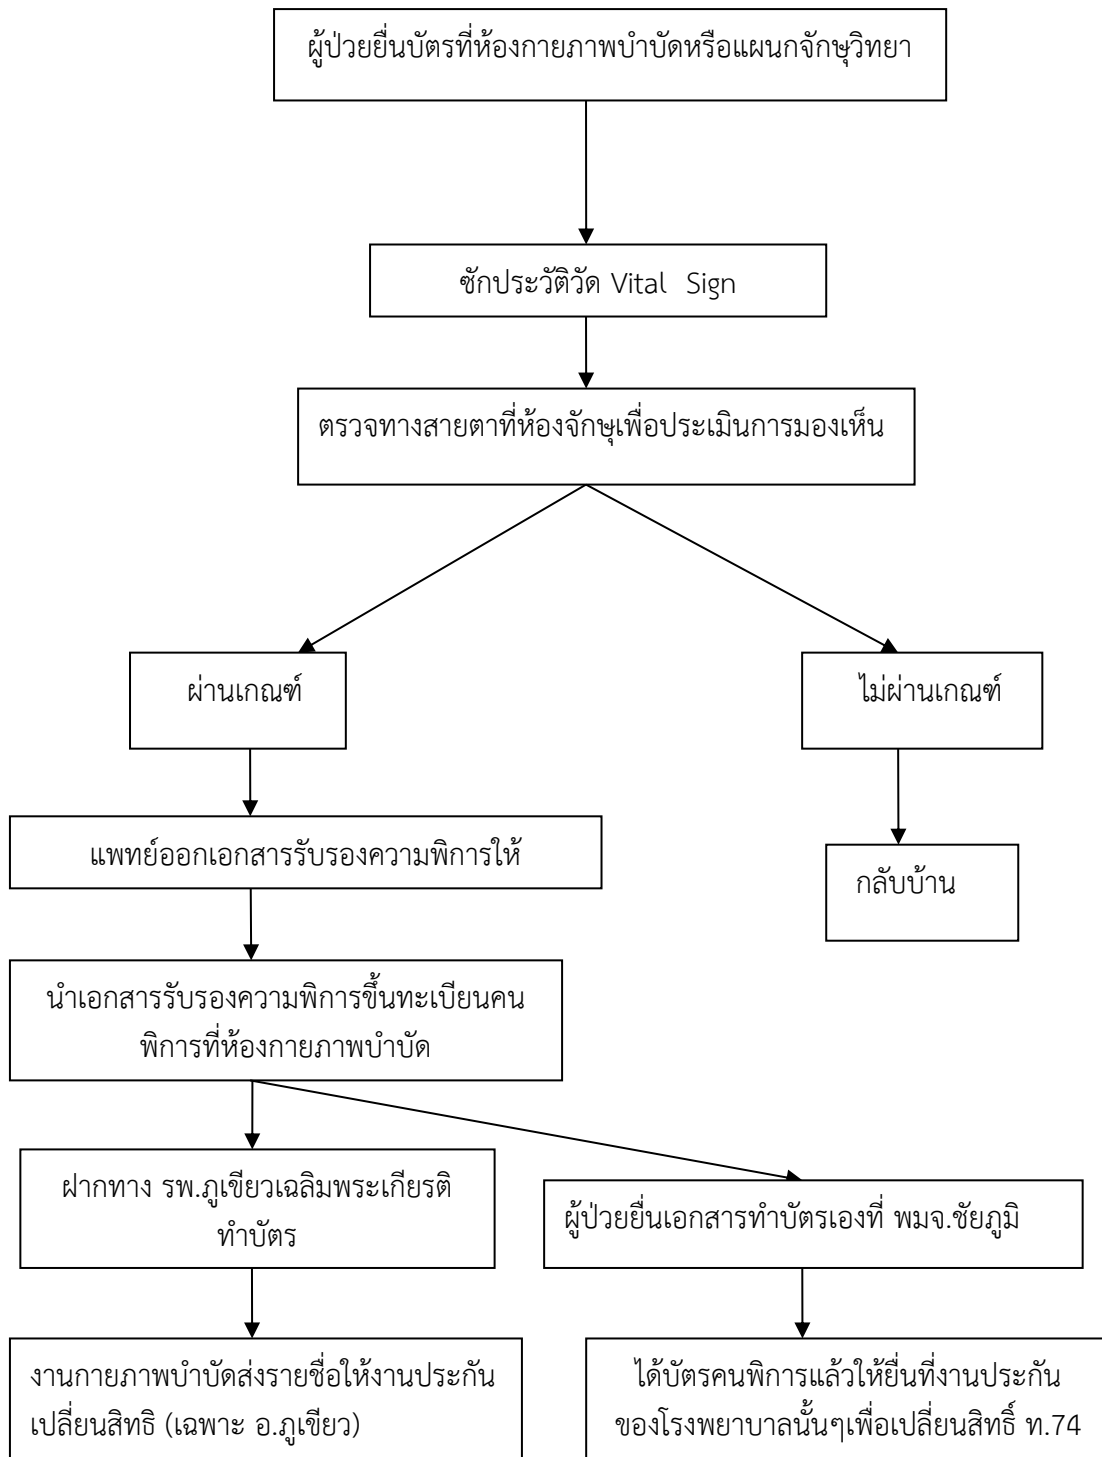 ผู้ป่วยยื่นบัตรที่ห้องกายภาพบำบัดหรือแผนกจักษุวิทยา
ซักประวัติวัด Vital Sign
ตรวจทางสายตาที่ห้องจักษุเพื่อประเมินการมองเห็น
ผ่านเกณฑ์
ไม่ผ่านเกณฑ์
แพทย์ออกเอกสารรับรองความพิการให้
กลับบ้าน
นำเอกสารรับรองความพิการขึ้นทะเบียนคน
พิการที่ห้องกายภาพบำบัด
ฝากทาง รพ.ภูเขียวเฉลิมพระเกียรติ
ทำบัตร
ผู้ป่วยยื่นเอกสารทำบัตรเองที่ พมจ.ชัยภูมิ
งานกายภาพบำบัดส่งรายชื่อให้งานประกัน
เปลี่ยนสิทธิ (เฉพาะ อ.ภูเขียว)
ได้บัตรคนพิการแล้วให้ยื่นที่งานประกัน
ของโรงพยาบาลนั้นๆเพื่อเปลี่ยนสิทธิ์ ท.74